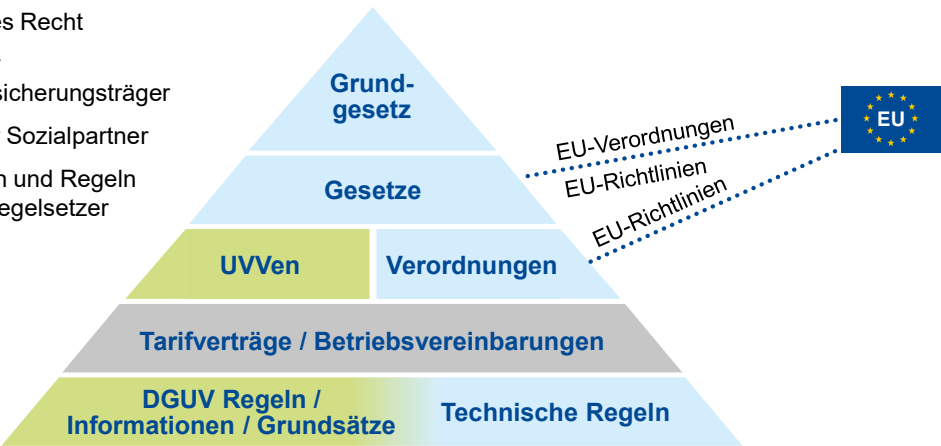 es Recht
sicherungsträger
Sozialpartner
n und Regeln
egelsetzer
Grund-
gesetz
Gesetze
UVVen
Verordnungen
Tarifverträge / Betriebsvereinbarungen
DGUV Regeln /
Informationen / Grundsätze
Technische Regeln
EU-Verordnungen
EU-Richtlinien
EU-Richtlinien
EU